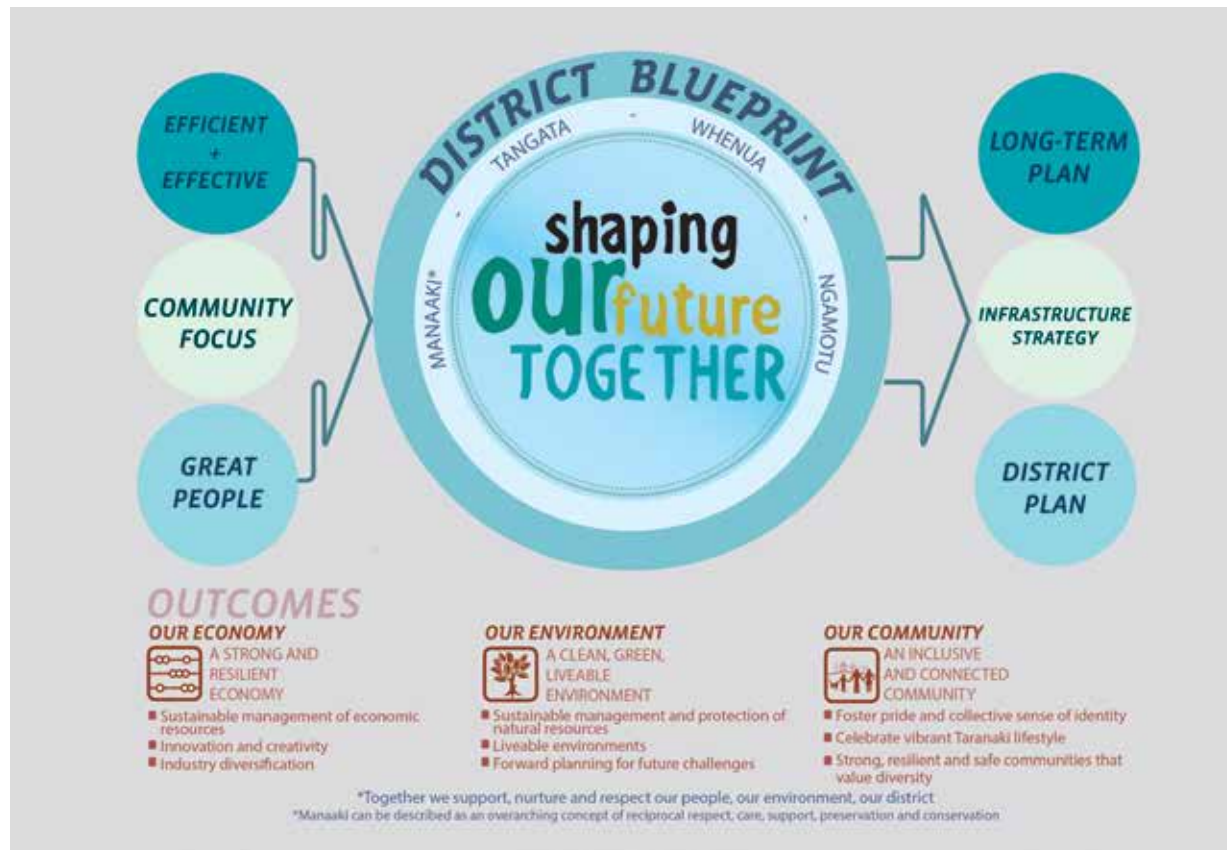 DISTRICT BLUEPRINT
MANAAKI* - TANGATA - WHENUA - NGAMOTU
shaping
our future
TOGETHER
EFFICIENT
+
EFFECTIVE
COMMUNITY
FOCUS
GREAT
PEOPLE
LONG-TERM
PLAN
INFRASTRUCTURE
STRATEGY
DISTRICT
PLAN
OUTCOMES
OUR ECONOMY
A STRONG AND
RESILIENT
ECONOMY
■ Sustainable management of economic
resources
■ Innovation and creativity
■ Industry diversification
OUR ENVIRONMENT
A CLEAN, GREEN,
LIVEABLE
ENVIRONMENT
■ Sustainable management and protection of
natural resources
■ Liveable environments
■ Forward planning for future challenges
OUR COMMUNITY
AN INCLUSIVE
AND CONNECTED
COMMUNITY
■ Foster pride and collective sense of identity
■ Celebrate vibrant Taranaki lifestyle
■ Strong, resilient and safe communities that
value diversity
*Together we support, nurture and respect our people, our environment, our district
*Manaaki can be described as an overarching concept of reciprocal respect, care, support, preservation and conservation